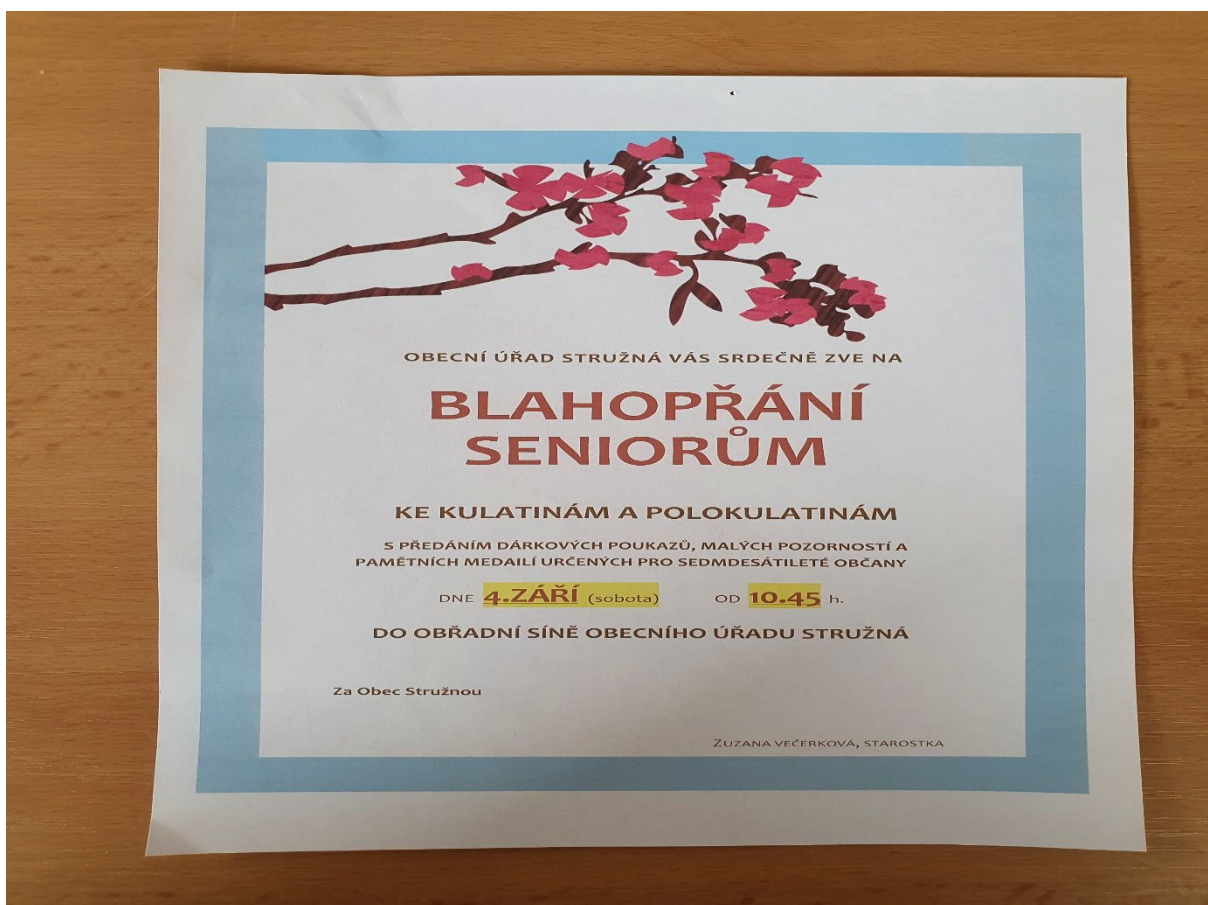 OBECNÍ ÚŘAD STRUŽNÁ VÁS SRDEČNĚ ZVE NA
BLAHOPŘÁNÍ
SENIORŮM
KE KULATINÁM A POLOKULATINÁM
S PŘEDÁNÍM DÁRKOVÝCH POUKAZŮ, MALÝCH POZORNOSTÍ A
PAMĚTNÍCH MEDAILÍ URČENÝCH PRO SEDMDESÁTILETÉ OBČANY
DNE 4.ZÁŘÍ (sobota) OD 10.45 h.
DO OBŘADNÍ SÍNĚ OBECNÍHO ÚŘADU STRUŽNÁ
Za Obec Stružnou
ZUZANA VEČERKOVÁ, STAROSTKA